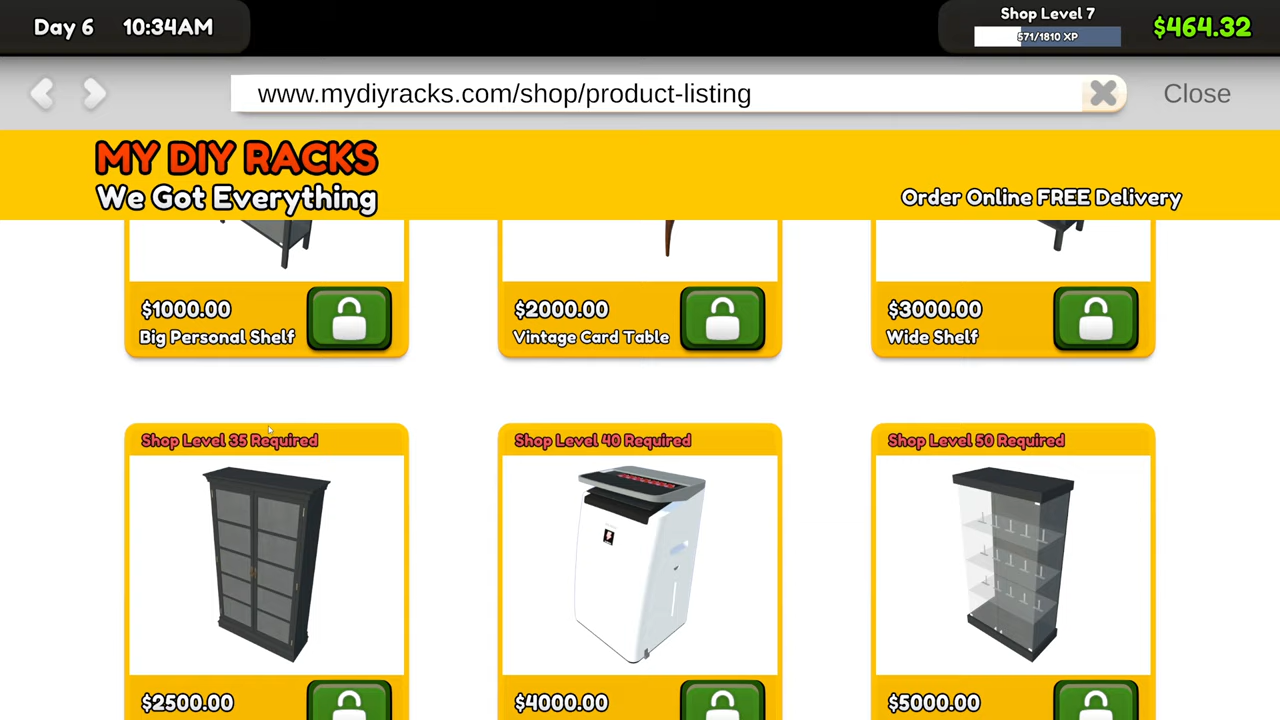 Day 6 10:34AM
Shop Level 7
571/1810 XP
$464.32
www.mydiyracks.com/shop/product-listing
Close
MY DIY RACKS
We Got Everything
Order Online FREE Delivery
$1000.00
Big Personal Shelf
$2000.00
Vintage Card Table
$3000.00
Wide Shelf
Shop Level 35 Required
$2500.00
Shop Level 40 Required
$4000.00
Shop Level 50 Required
$5000.00